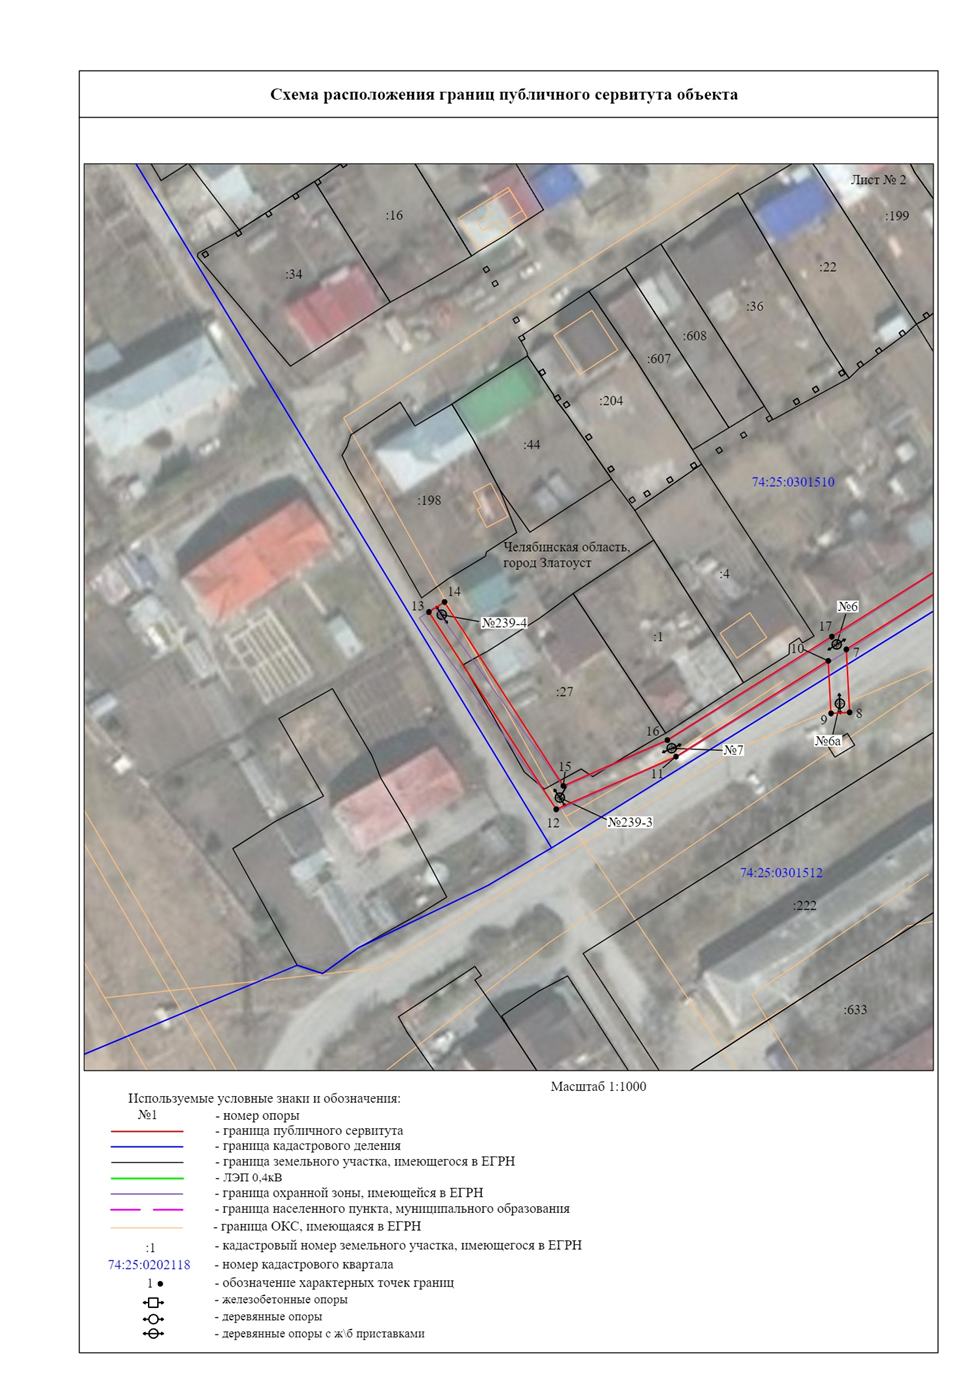 Схема расположения границ публичного сервитута объекта
Лист № 2
:199
:16
:34
:22
:36
:608
:607
:204
:44
:198
74:25:0301510
Челябинская область,
город Златоуст
:4
14
13
№239-4
№6
17
7
10
:1
:27
9
8
№6а
16
№7
11
15
12
№239-3
74:25:0301512
:222
:633
Масштаб 1:1000
Используемые условные знаки и обозначения:
№1 - номер опоры
- граница публичного сервитута
- граница кадастрового деления
- граница земельного участка, имеющегося в ЕГРН
- ЛЭП 0,4кВ
- граница охранной зоны, имеющейся в ЕГРН
- граница населенного пункта, муниципального образования
- граница ОКС, имеющаяся в ЕГРН
:1 - кадастровый номер земельного участка, имеющегося в ЕГРН
74:25:0202118 - номер кадастрового квартала
1 - обозначение характерных точек границ
- железобетонные опоры
- деревянные опоры
- деревянные опоры с ж\б приставками